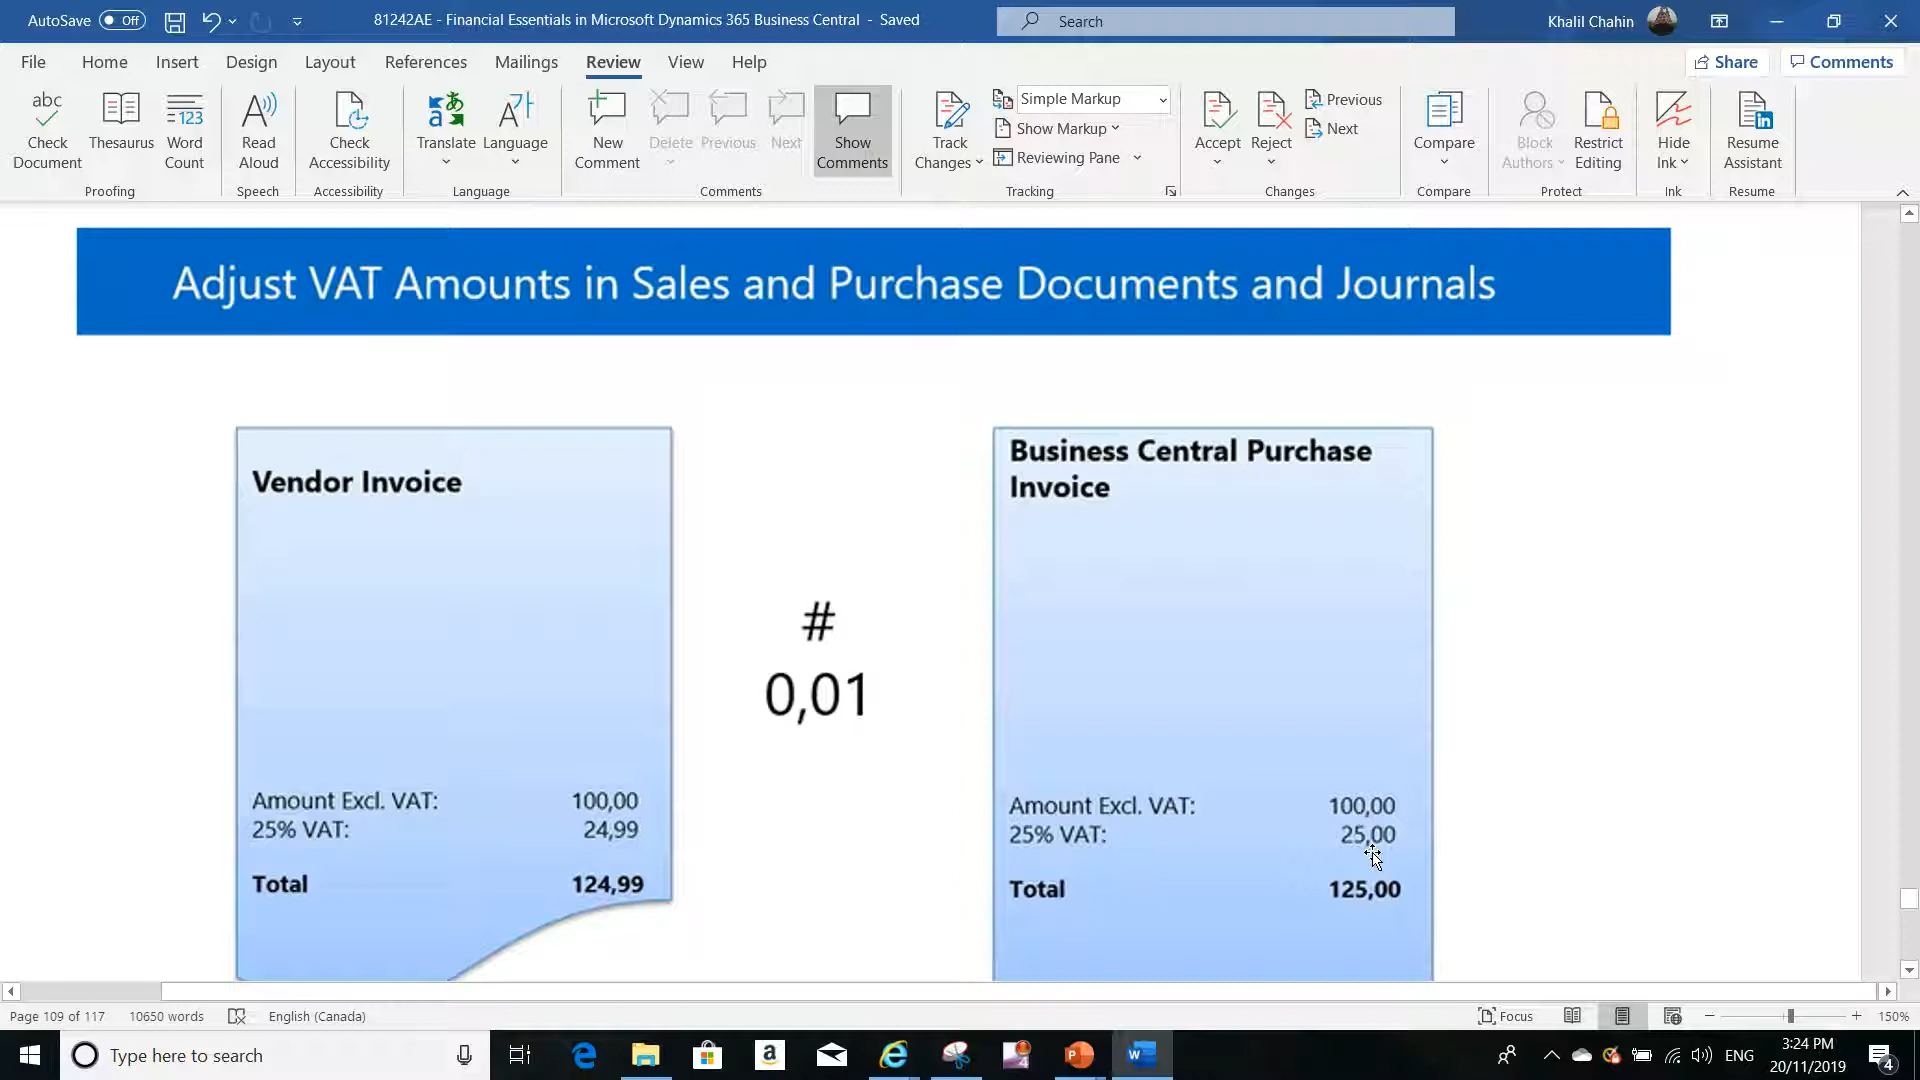 AutoSave Off 81242AE - Financial Essentials in Microsoft Dynamics 365 Business Central - Saved Search Khalil Chahin
File Home Insert Design Layout References Mailings Review View Help Share Comments
abc
Check Document
Thesaurus
123
Word Count
Proofing
Read Aloud
Speech
Check Accessibility
Accessibility
Translate
Language
Language
New Comment
Delete
Previous
Next
Show Comments
Comments
Track Changes
Simple Markup
Show Markup
Reviewing Pane
Tracking
Accept
Reject
Previous
Next
Changes
Compare
Compare
Block Authors
Restrict Editing
Protect
Hide Ink
Ink
Resume Assistant
Resume
Adjust VAT Amounts in Sales and Purchase Documents and Journals
Vendor Invoice
Amount Excl. VAT: 100,00
25% VAT: 24,99
Total 124,99
#
0,01
Business Central Purchase
Invoice
Amount Excl. VAT: 100,00
25% VAT: 25,00
Total 125,00
Page 109 of 117 10650 words English (Canada) Focus 150%
Type here to search ENG 3:24 PM
20/11/2019 4